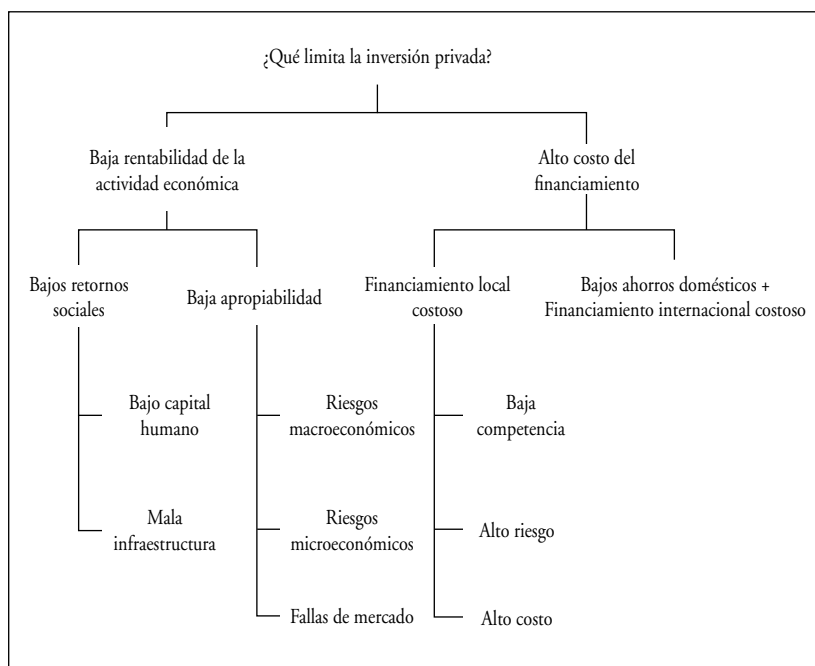 ¿Qué limita la inversión privada?
Baja rentabilidad de la
actividad económica
Alto costo del
financiamiento
Bajos retornos
sociales
Baja apropiabilidad
Financiamiento local
costoso
Bajos ahorros domésticos +
Financiamiento internacional costoso
Bajo capital
humano
Riesgos
macroeconómicos
Baja
competencia
Mala
infraestructura
Riesgos
microeconómicos
Alto riesgo
Fallas de mercado
Alto costo